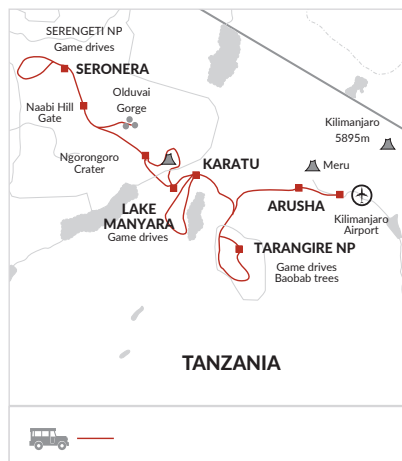 SERENGETI NP
Game drives
SERONERA
Olduvai
Gorge
Naabi Hill
Gate
Kilimanjaro
5895m
Ngorongoro
Crater
Meru
KARATU
LAKE
MANYARA
Game drives
ARUSHA
Kilimanjaro
Airport
TARANGIRE NP
Game drives
Baobab trees
TANZANIA